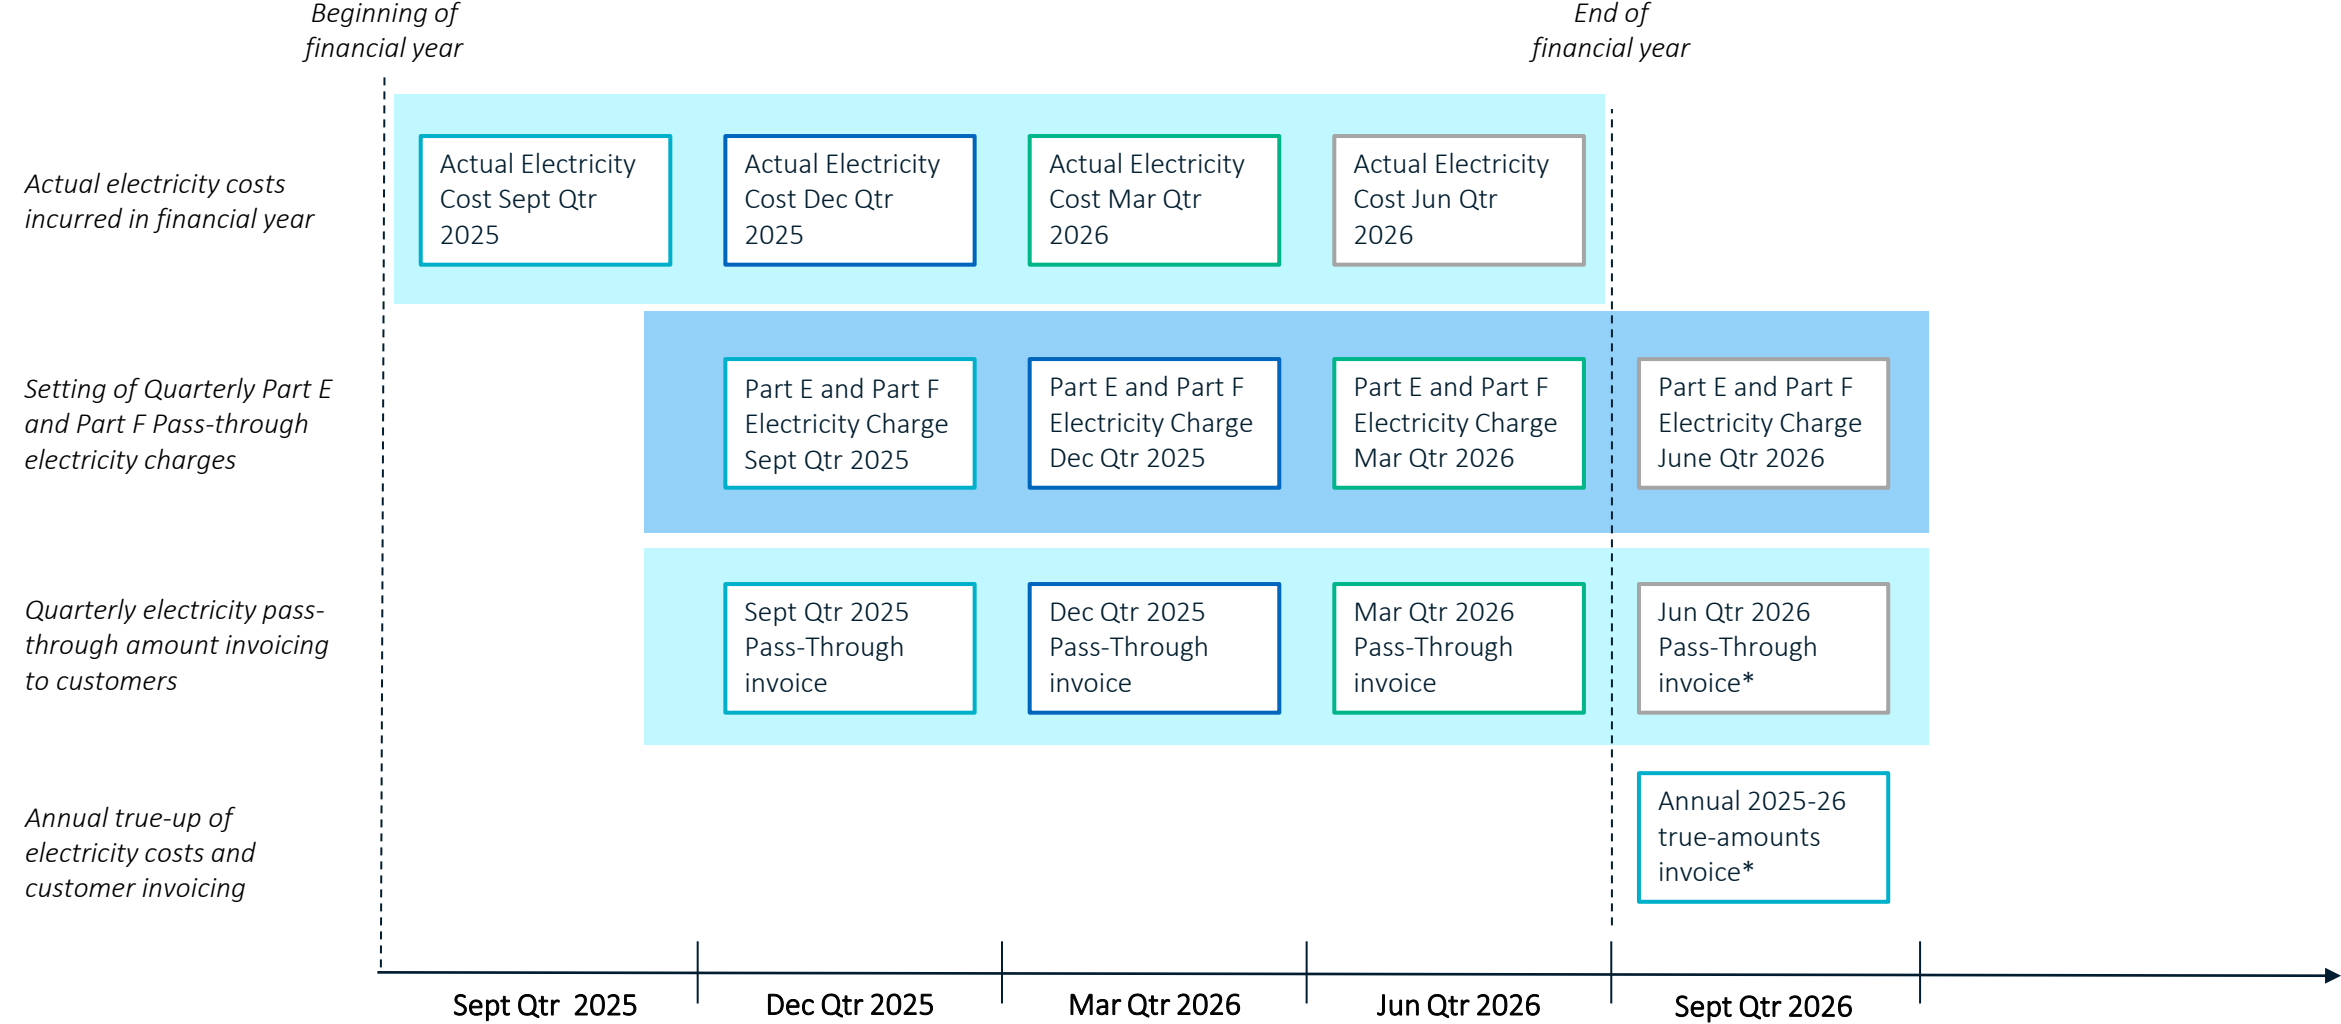 Beginning of
financial year
End of
financial year
Actual electricity costs
incurred in financial year
Actual Electricity
Cost Sept Qtr
2025
Actual Electricity
Cost Dec Qtr
2025
Actual Electricity
Cost Mar Qtr
2026
Actual Electricity
Cost Jun Qtr
2026
Setting of Quarterly Part E
and Part F Pass-through
electricity charges
Part E and Part F
Electricity Charge
Sept Qtr 2025
Part E and Part F
Electricity Charge
Dec Qtr 2025
Part E and Part F
Electricity Charge
Mar Qtr 2026
Part E and Part F
Electricity Charge
June Qtr 2026
Quarterly electricity pass-
through amount invoicing
to customers
Sept Qtr 2025
Pass-Through
invoice
Dec Qtr 2025
Pass-Through
invoice
Mar Qtr 2026
Pass-Through
invoice
Jun Qtr 2026
Pass-Through
invoice*
Annual true-up of
electricity costs and
customer invoicing
Annual 2025-26
true-amounts
invoice*
Sept Qtr 2025
Dec Qtr 2025
Mar Qtr 2026
Jun Qtr 2026
Sept Qtr 2026